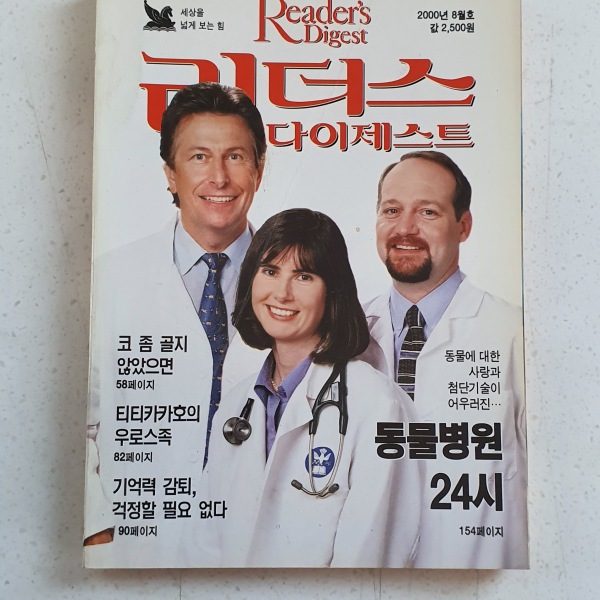 세상을
넓게 보는 힘
Reader's
Digest
2000년 8월호
값 2,500원
리더스
다이제스트
코 좀 골지
않았으면
58페이지
티티카카호의
우로스족
82페이지
기억력 감퇴,
걱정할 필요 없다
90페이지
동물에 대한
사랑과
첨단기술이
어우러진…
동물병원
24시
154페이지